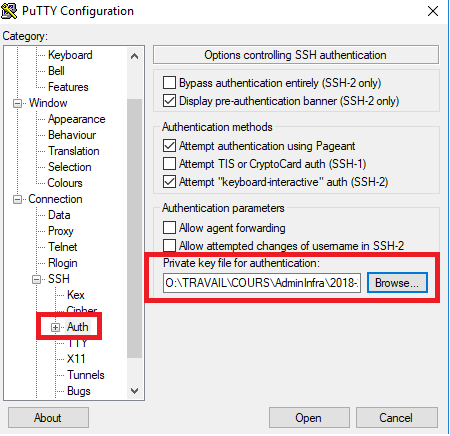 PuTTY Configuration
Category:
Keyboard
Bell
Features
Window
Appearance
Behaviour
Translation
Selection
Colours
Connection
Data
Proxy
Telnet
Rlogin
SSH
Kex
Cipher
Auth
TTY
X11
Tunnels
Bugs
Options controlling SSH authentication
Bypass authentication entirely (SSH-2 only)
Display pre-authentication banner (SSH-2 only)
Authentication methods
Attempt authentication using Pageant
Attempt TIS or CryptoCard auth (SSH-1)
Attempt "keyboard-interactive" auth (SSH-2)
Authentication parameters
Allow agent forwarding
Allow attempted changes of username in SSH-2
Private key file for authentication:
O:\TRAVAIL\COURS\AdminInfra\2018-
Browse...
About
Open
Cancel